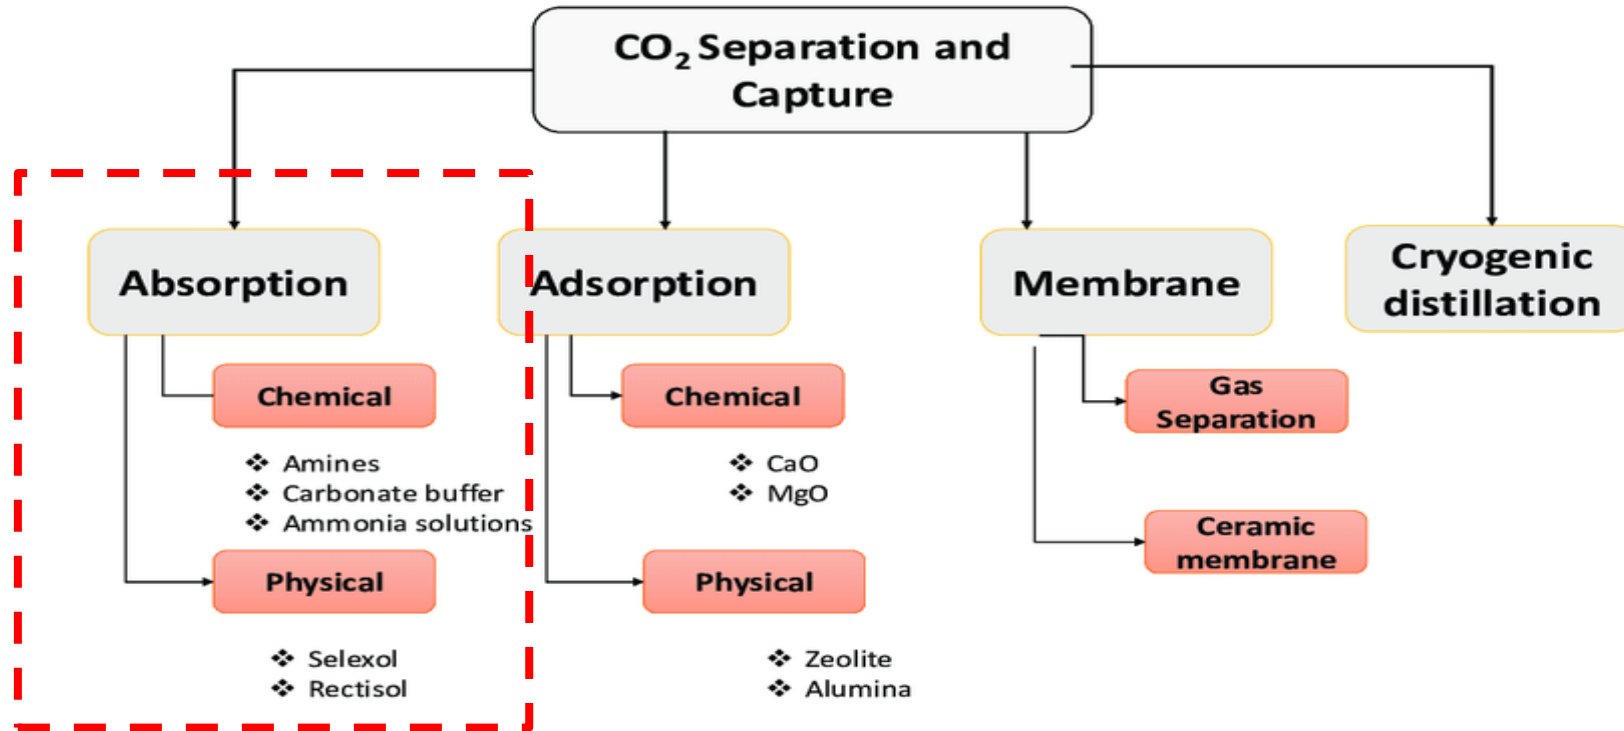 CO₂ Separation and
Capture
Absorption
Chemical
❖ Amines
❖ Carbonate buffer
❖ Ammonia solutions
Physical
❖ Selexol
❖ Rectisol
Adsorption
Chemical
❖ CaO
❖ MgO
Physical
❖ Zeolite
❖ Alumina
Membrane
Gas
Separation
Ceramic
membrane
Cryogenic
distillation